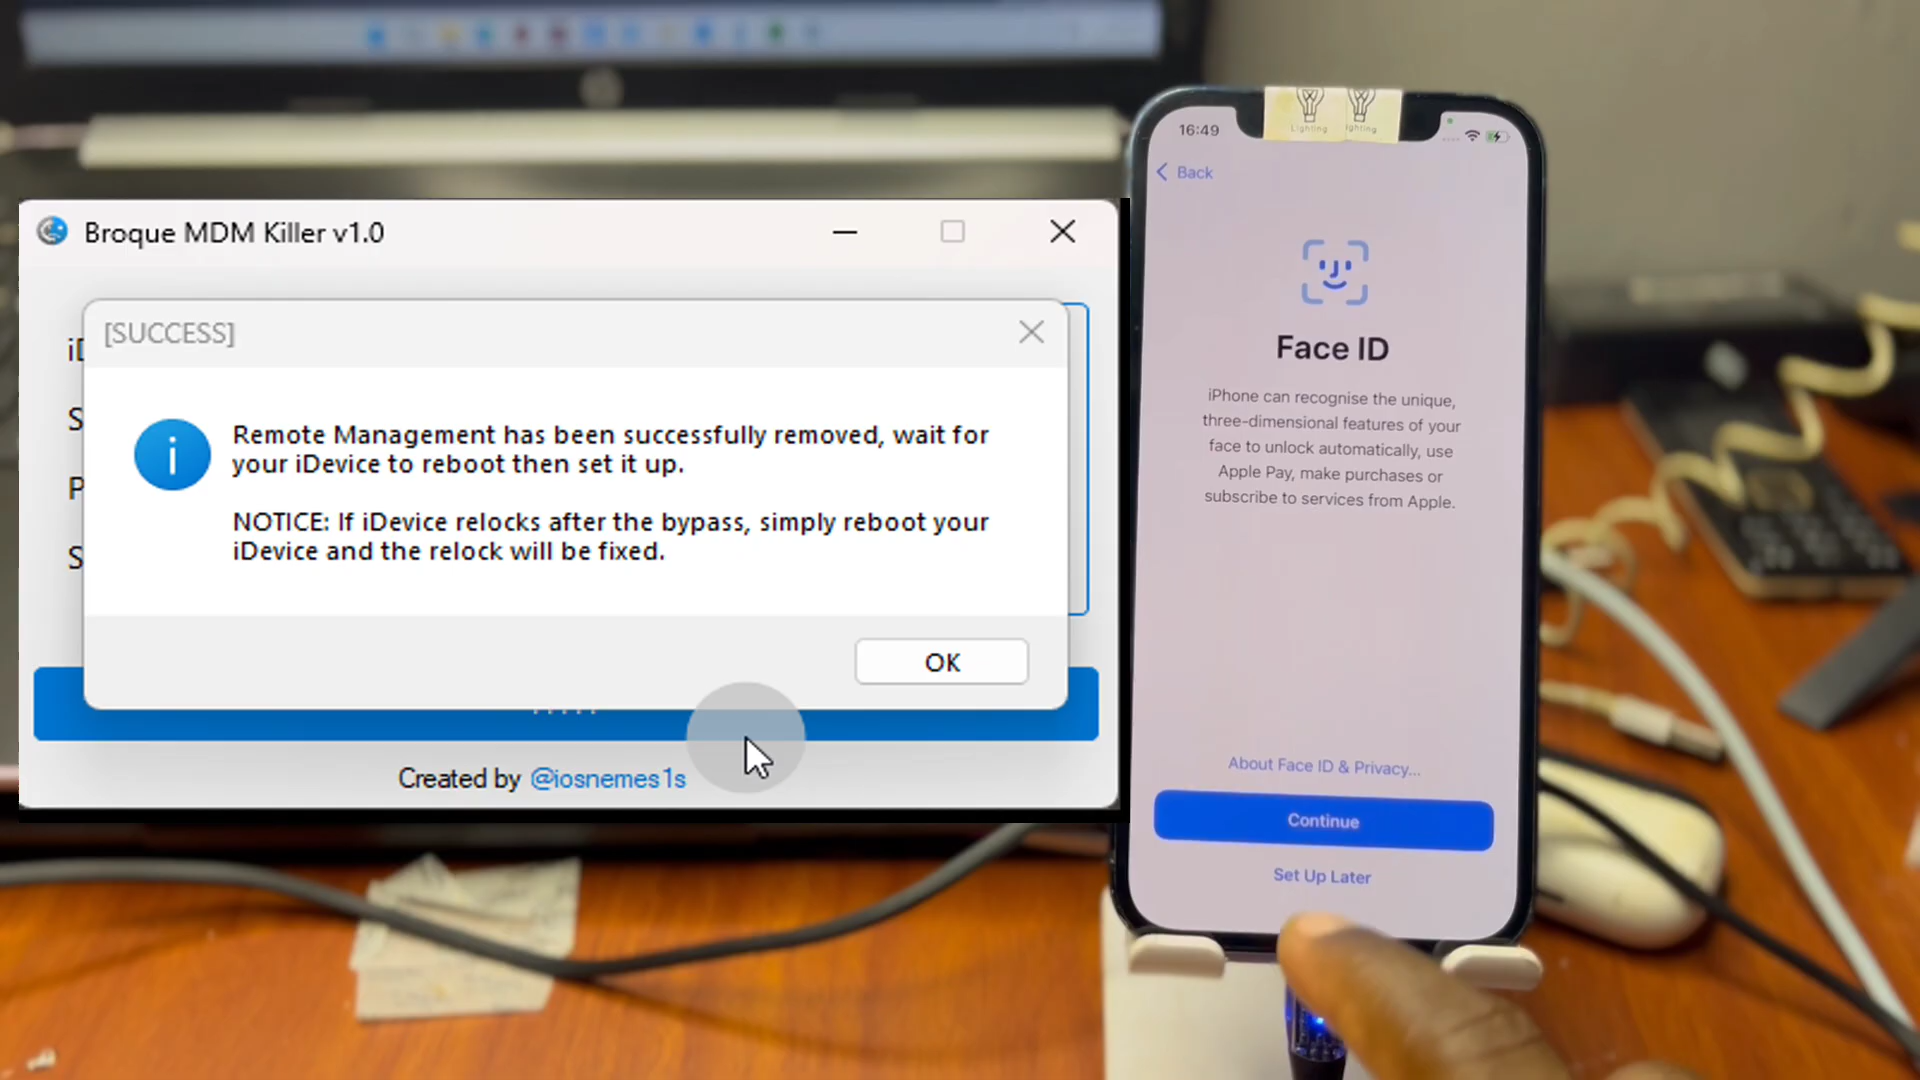 Broque MDM Killer v1.0
[SUCCESS]
Remote Management has been successfully removed, wait for
your iDevice to reboot then set it up.
NOTICE: If iDevice relocks after the bypass, simply reboot your
iDevice and the relock will be fixed.
OK
Created by @iosnemes1s
Lighting
16:49
Back
Face ID
iPhone can recognise the unique,
three-dimensional features of your
face to unlock automatically, use
Apple Pay, make purchases or
subscribe to services from Apple.
About Face ID & Privacy...
Continue
Set Up Later